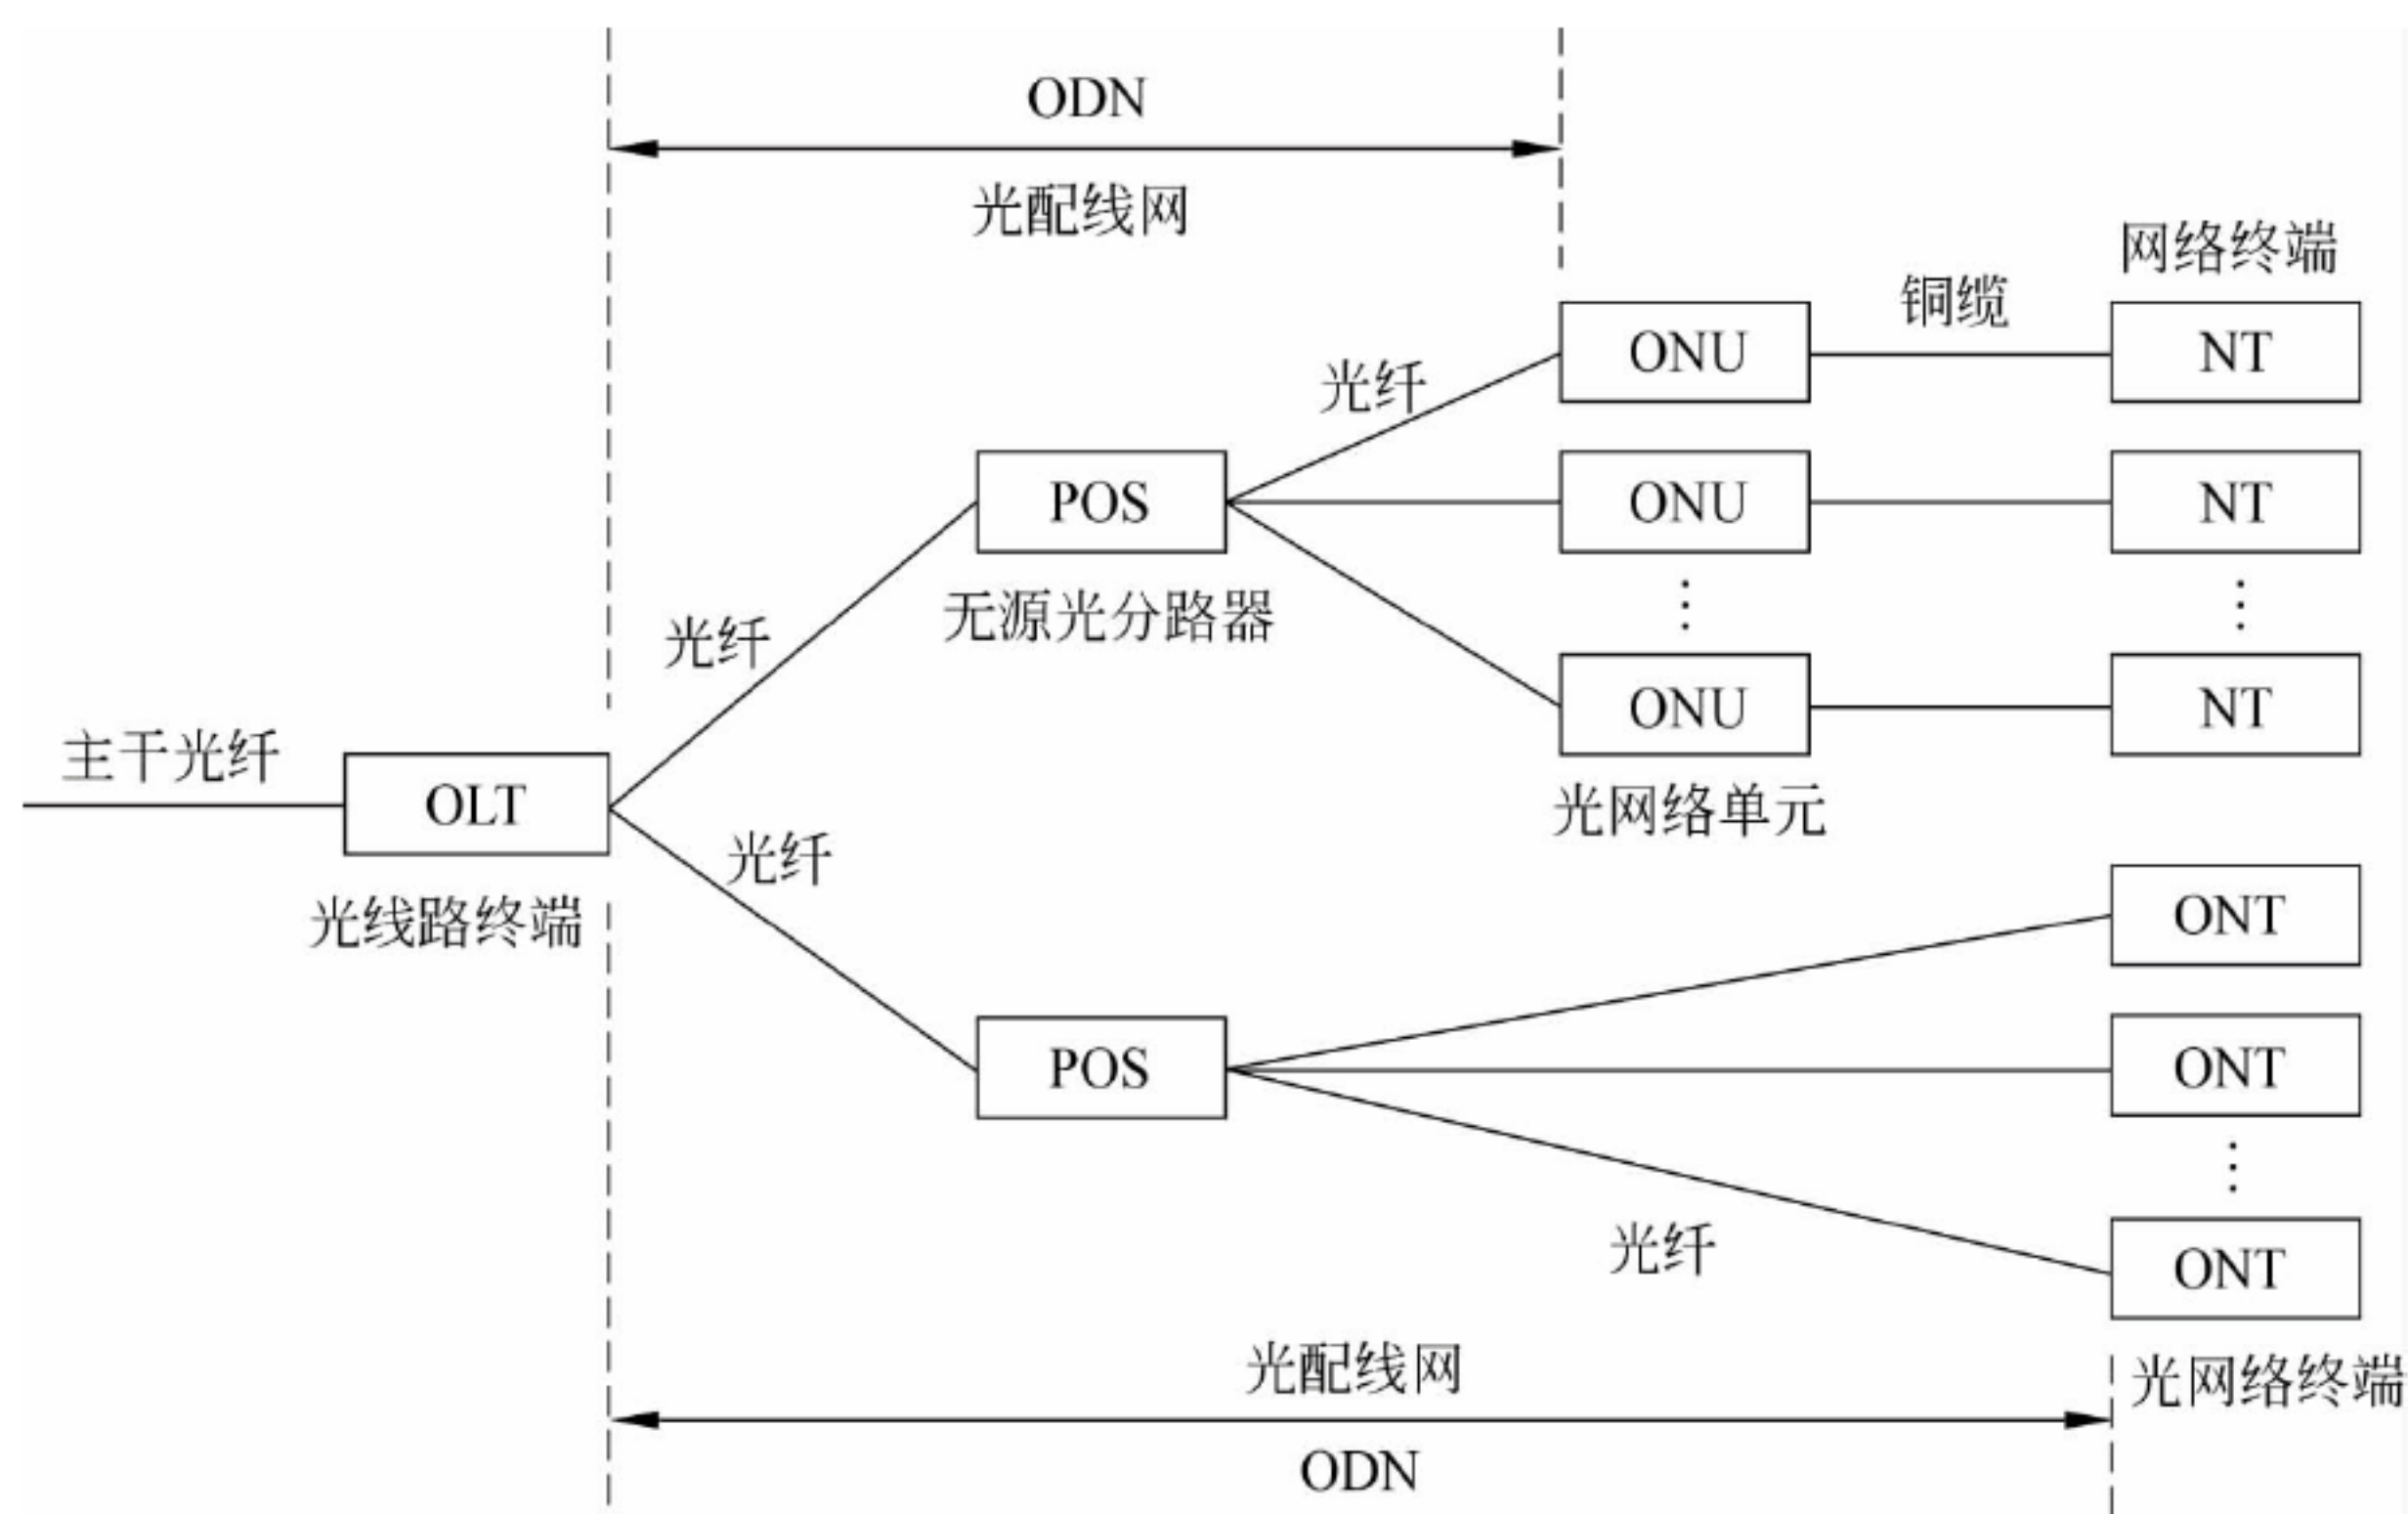 ODN
光配线网
网络终端
铜缆
ONU
NT
光纤
POS
ONU
NT
无源光分路器
光纤
ONU
NT
主干光纤
OLT
光网络单元
光纤
光线路终端
ONT
POS
ONT
光纤
ONT
光配线网
光网络终端
ODN